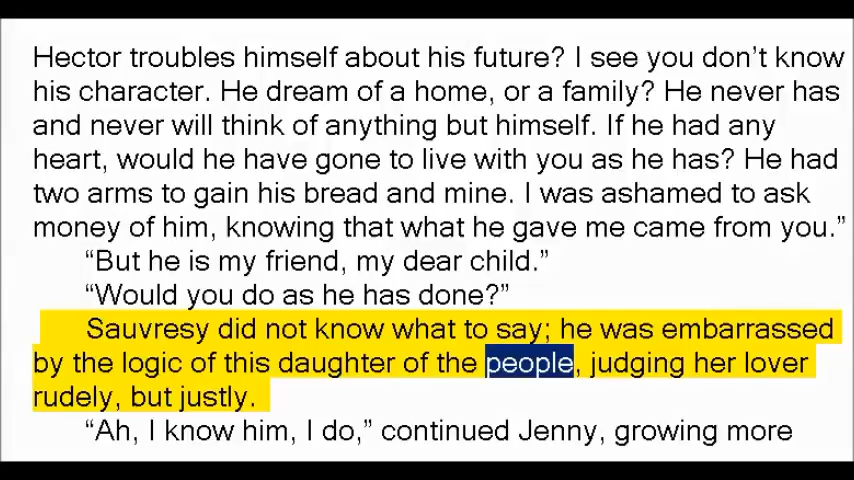 Hector troubles himself about his future? I see you don’t know
his character. He dream of a home, or a family? He never has
and never will think of anything but himself. If he had any
heart, would he have gone to live with you as he has? He had
two arms to gain his bread and mine. I was ashamed to ask
money of him, knowing that what he gave me came from you.”
“But he is my friend, my dear child.”
“Would you do as he has done?”
Sauvresy did not know what to say; he was embarrassed
by the logic of this daughter of the people, judging her lover
rudely, but justly.
“Ah, I know him, I do,” continued Jenny, growing more